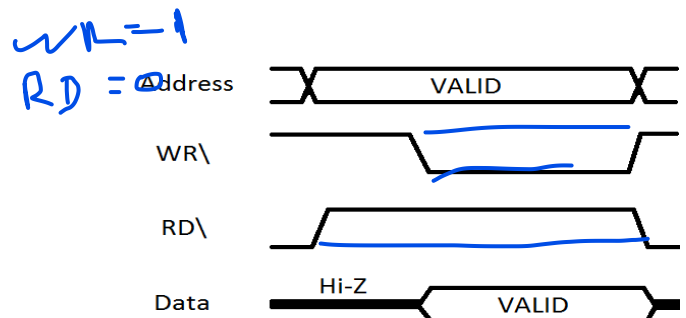 WR=1
RD=0
Address VALID
WR\
RD\
Hi-Z
Data VALID